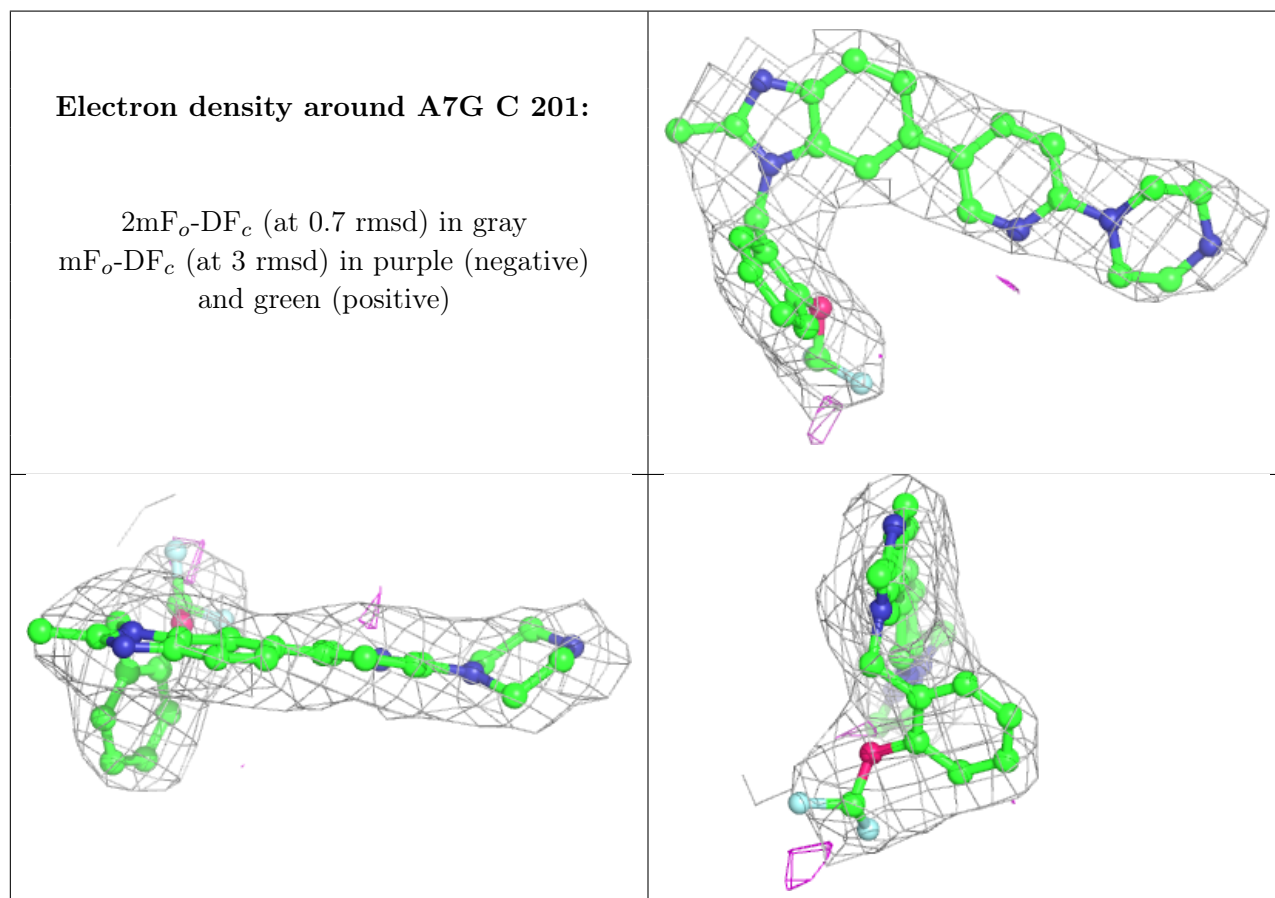 Electron density around A7G C 201:
2mFo-DFc (at 0.7 rmsd) in gray
mFo-DFc (at 3 rmsd) in purple (negative)
and green (positive)